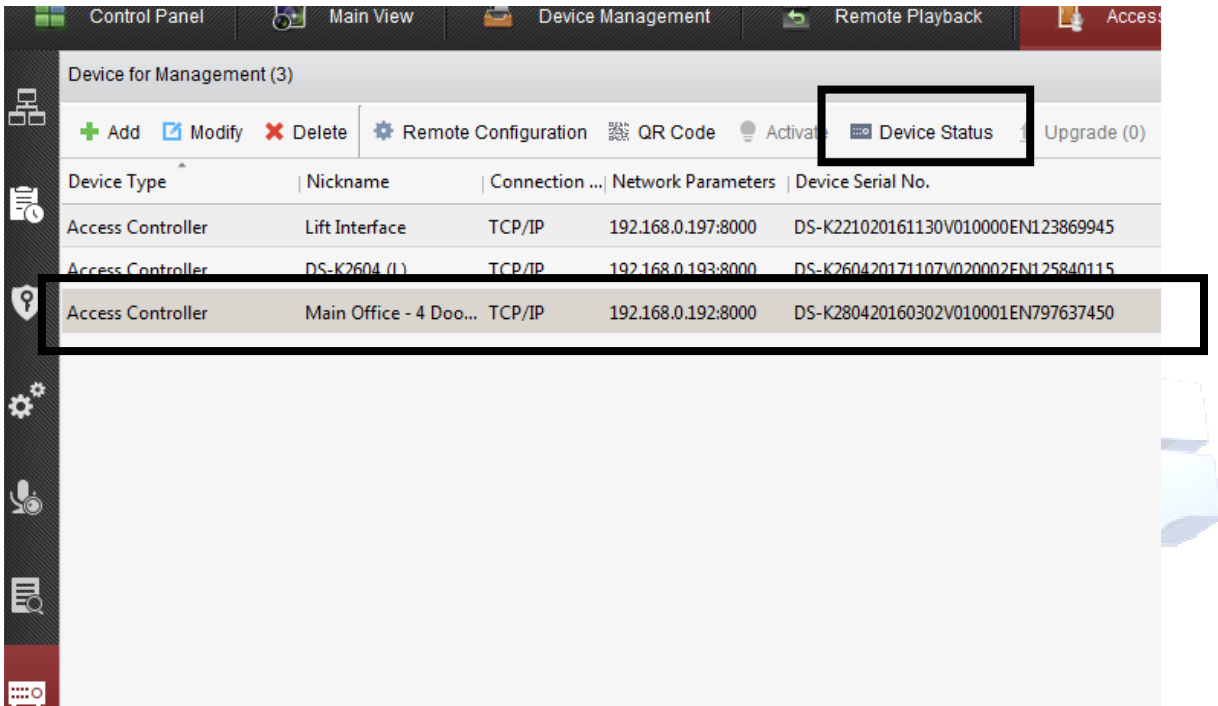 Control Panel Main View Device Management Remote Playback Access
Device for Management (3)
Add Modify Delete Remote Configuration QR Code Activate Device Status Upgrade (0)
Device Type Nickname Connection ... Network Parameters Device Serial No.
Access Controller Lift Interface TCP/IP 192.168.0.197:8000 DS-K221020161130V010000EN123869945
Access Controller DS-K2604 (L) TCP/IP 192.168.0.193:8000 DS-K260420171107V020002EN125840115
Access Controller Main Office - 4 Doo... TCP/IP 192.168.0.192:8000 DS-K280420160302V010001EN797637450